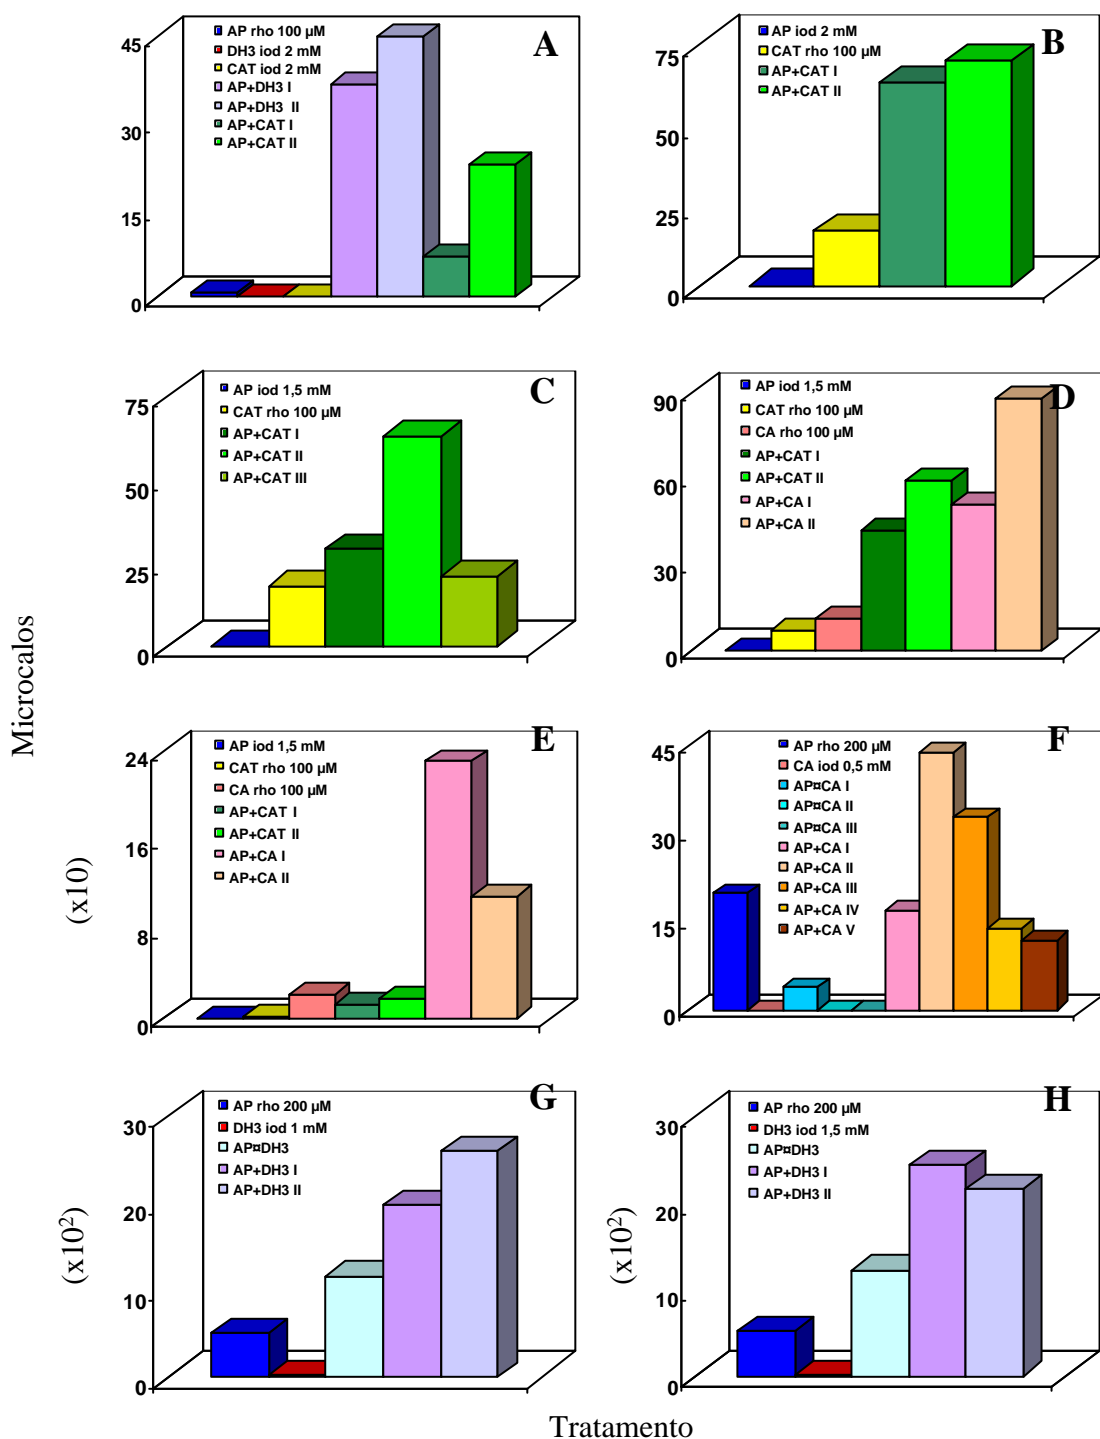 A
AP rho 100 µM
DH3 iod 2 mM
CAT iod 2 mM
AP+DH3 I
AP+DH3 II
AP+CAT I
AP+CAT II
45
30
15
0
B
AP iod 2 mM
CAT rho 100 µM
AP+CAT I
AP+CAT II
75
50
25
0
C
AP iod 1,5 mM
CAT rho 100 µM
AP+CAT I
AP+CAT II
AP+CAT III
75
50
25
0
D
AP iod 1,5 mM
CAT rho 100 µM
CA rho 100 µM
AP+CAT I
AP+CAT II
AP+CA I
AP+CA II
90
60
30
0
Microcalos
E
AP iod 1,5 mM
CAT rho 100 µM
CA rho 100 µM
AP+CAT I
AP+CAT II
AP+CA I
AP+CA II
24
16
8
0
(x10)
F
AP rho 200 µM
CA iod 0,5 mM
AP¤CA I
AP¤CA II
AP¤CA III
AP+CA I
AP+CA II
AP+CA III
AP+CA IV
AP+CA V
45
30
15
0
G
AP rho 200 µM
DH3 iod 1 mM
AP¤DH3
AP+DH3 I
AP+DH3 II
30
20
10
0
(x10²)
H
AP rho 200 µM
DH3 iod 1,5 mM
AP¤DH3
AP+DH3 I
AP+DH3 II
30
20
10
0
(x10²)
Tratamento